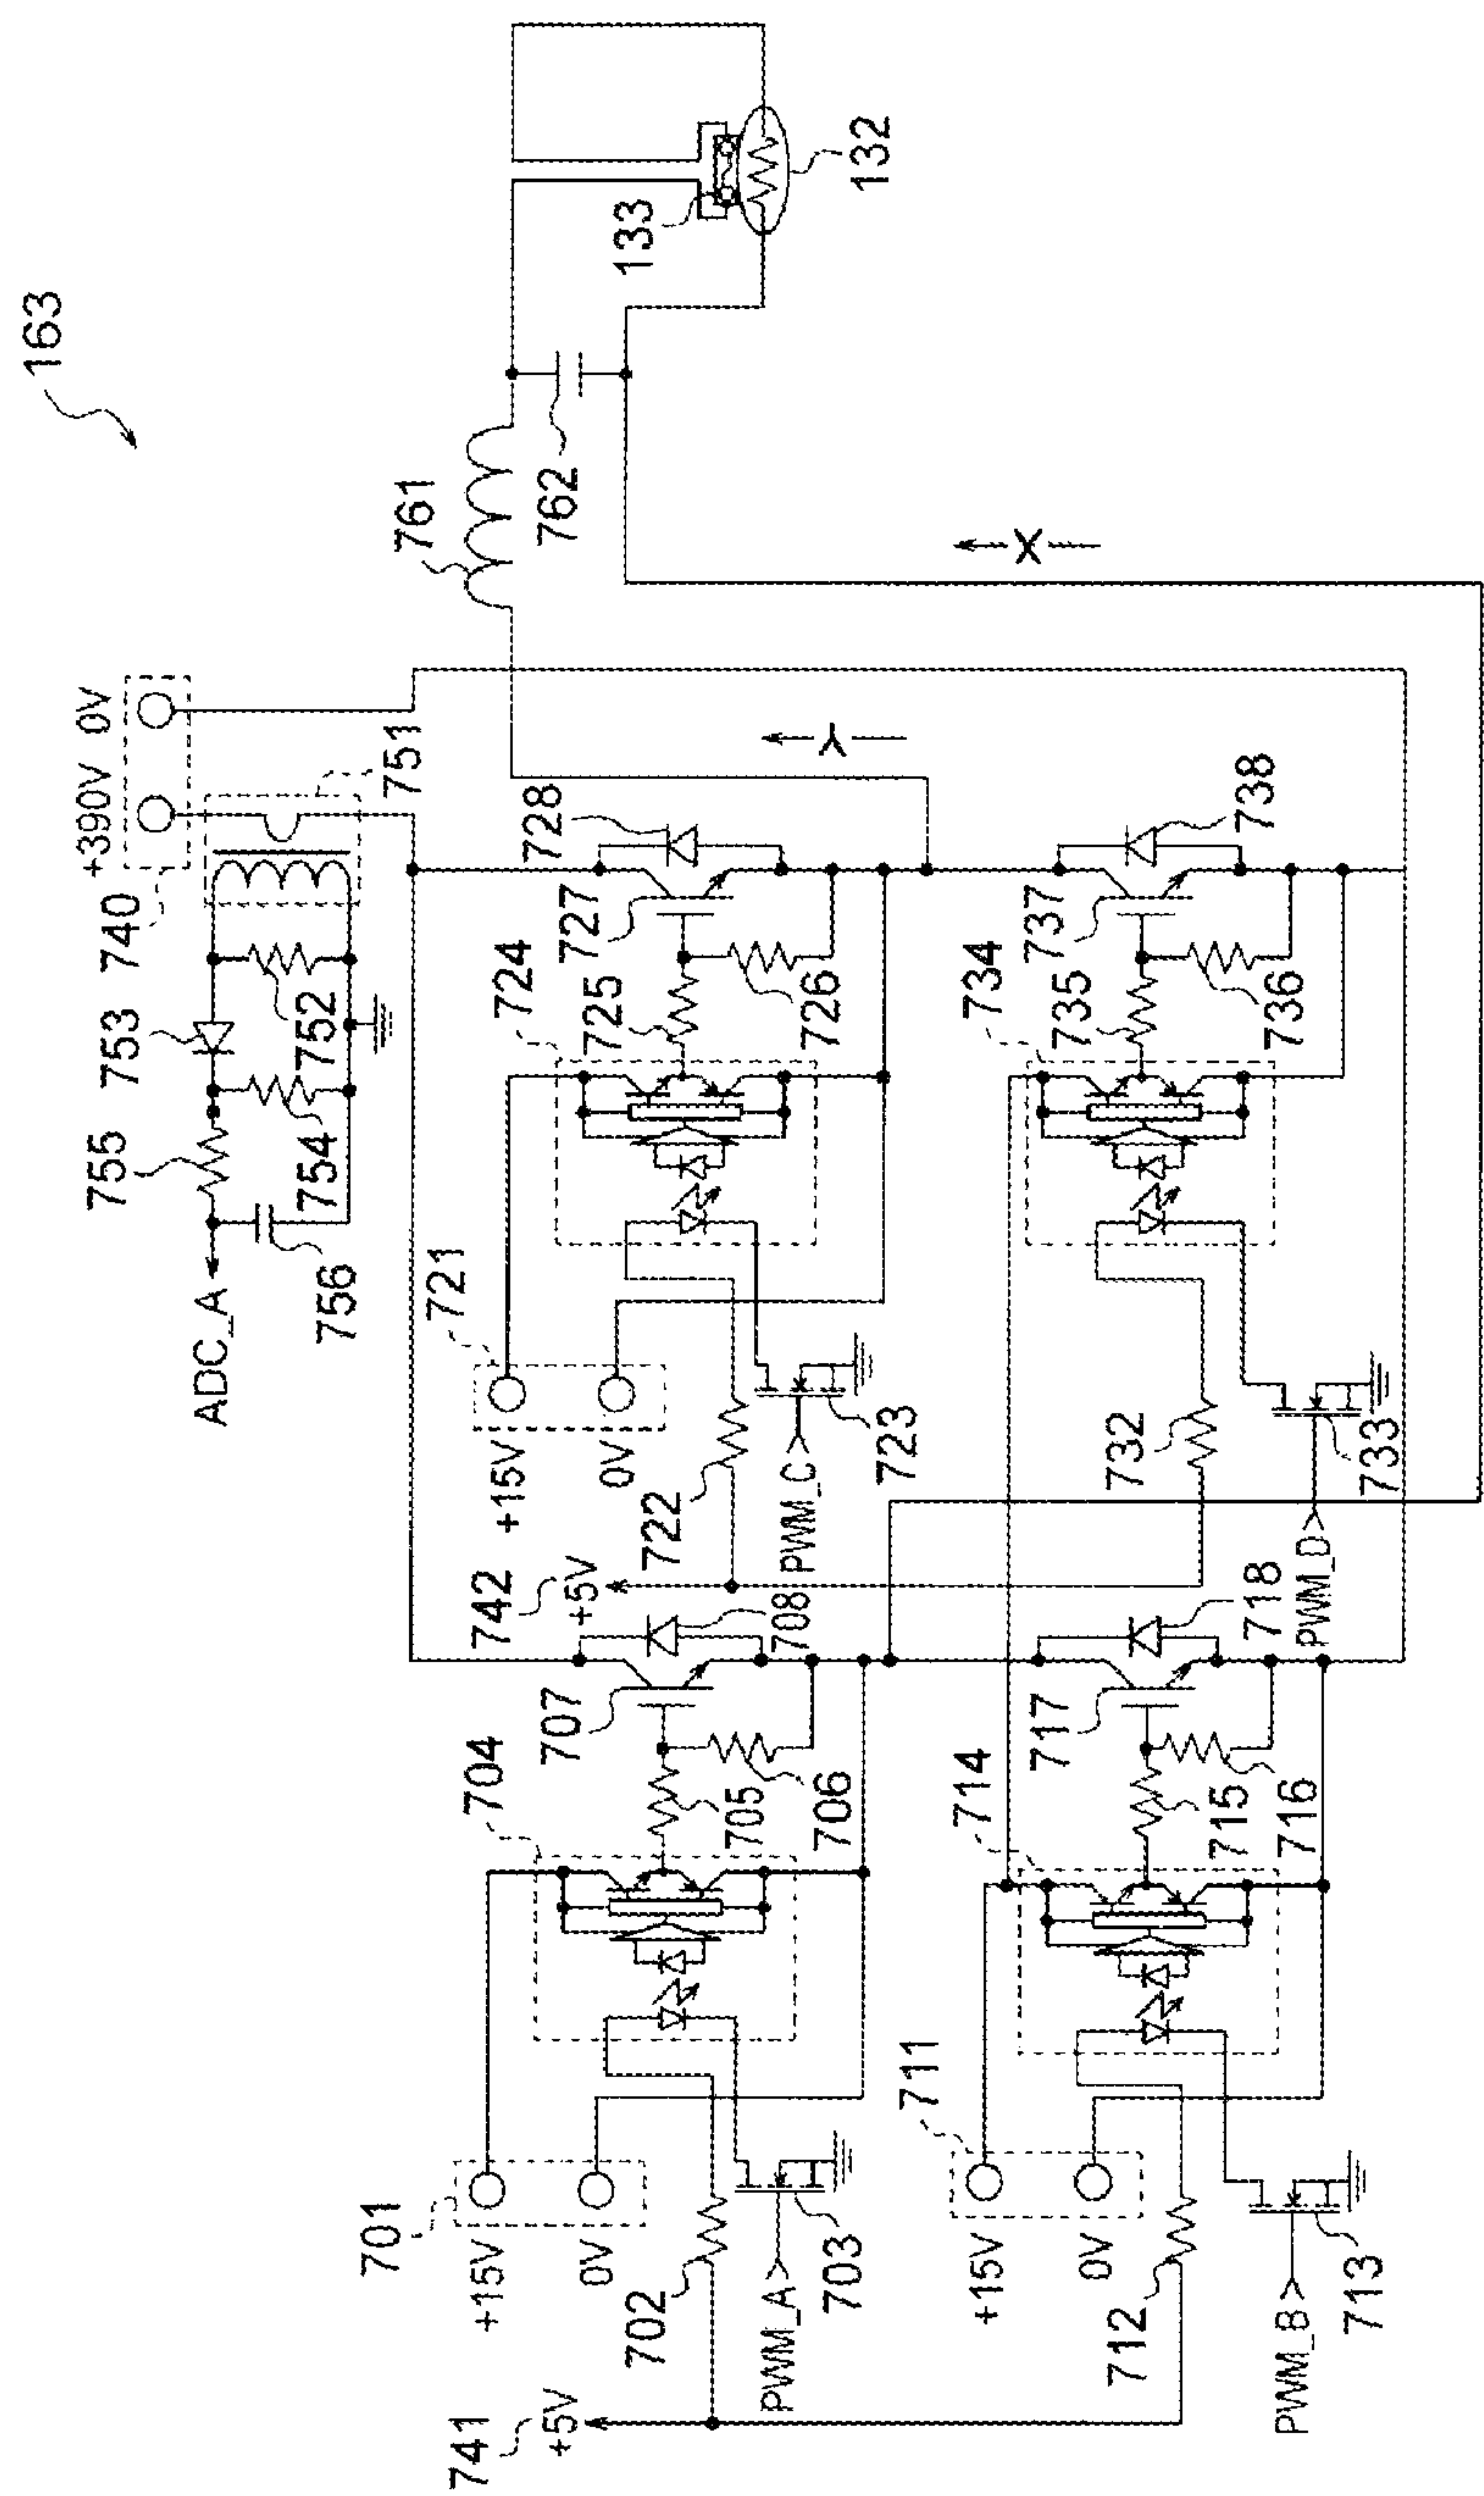 163
+390V 0V
740
751
753
752
755
754
756
ADC_A
761
762
133
132
X
Y
721
+15V
0V
722
723
PWM_C
724
725
726
727
728
732
733
PWM_D
734
735
736
737
738
742
+5V
701
+15V
0V
702
703
PWM_A
704
705
706
707
708
711
+15V
0V
712
713
PWM_B
714
715
716
717
718
741
+5V